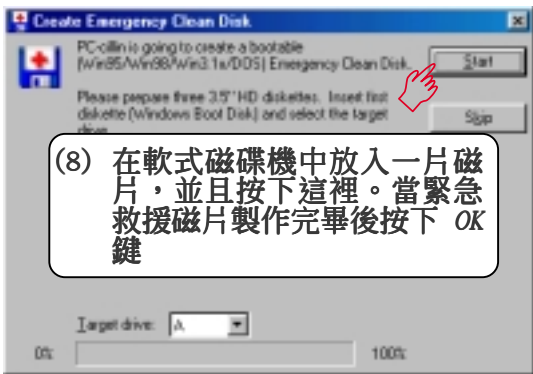 Create Emergency Clean Disk
PC-cillin is going to create a bootable
(Win95/Win98/Win3.1x/DOS) Emergency Clean Disk.
Start
Please prepare three 3.5" HD diskettes. Insert first
diskette (Windows Boot Disk) and select the target
drive.
Skip
(8) 在軟式磁碟機中放入一片磁
片，並且按下這裡。當緊急
救援磁片製作完畢後按下 OK
鍵
Target drive: A:
0% 100%